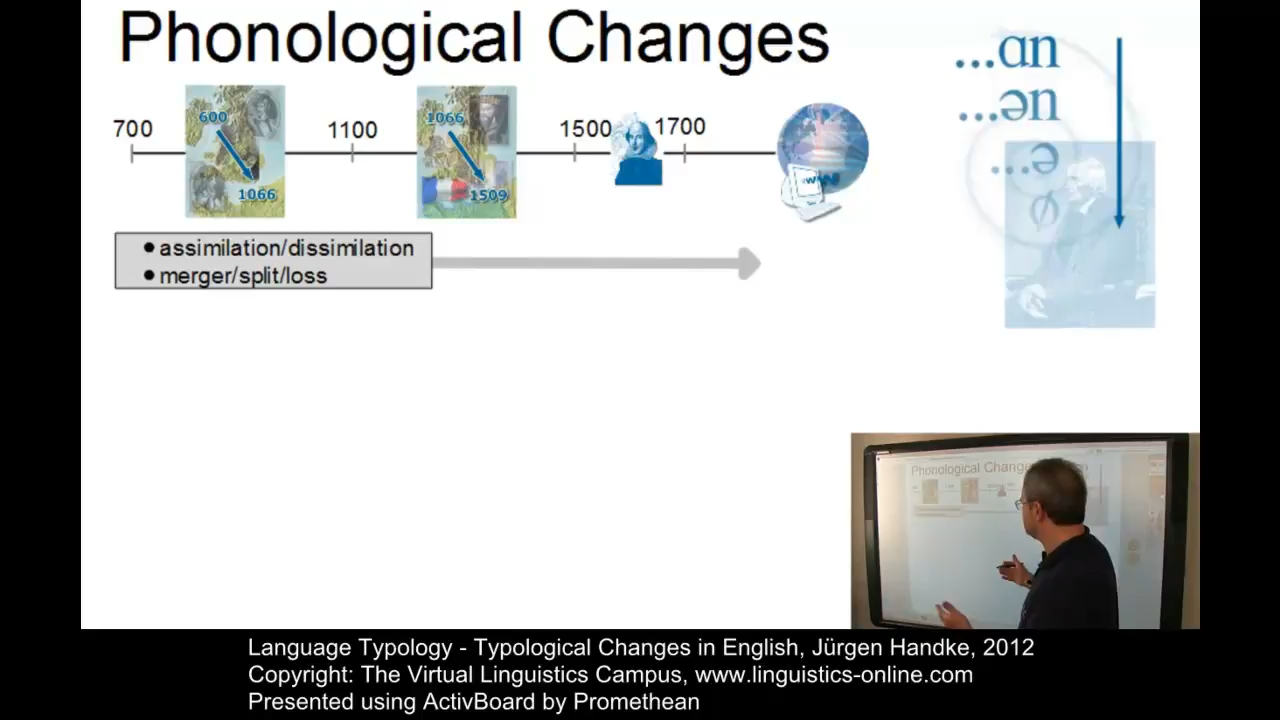 Phonological Changes
700
600
1066
1100
1066
1509
1500
1700
www
...ɑn
...ən
...ə
ø
• assimilation/dissimilation
• merger/split/loss
Phonological Chang
Language Typology - Typological Changes in English, Jürgen Handke, 2012
Copyright: The Virtual Linguistics Campus, www.linguistics-online.com
Presented using ActivBoard by Promethean